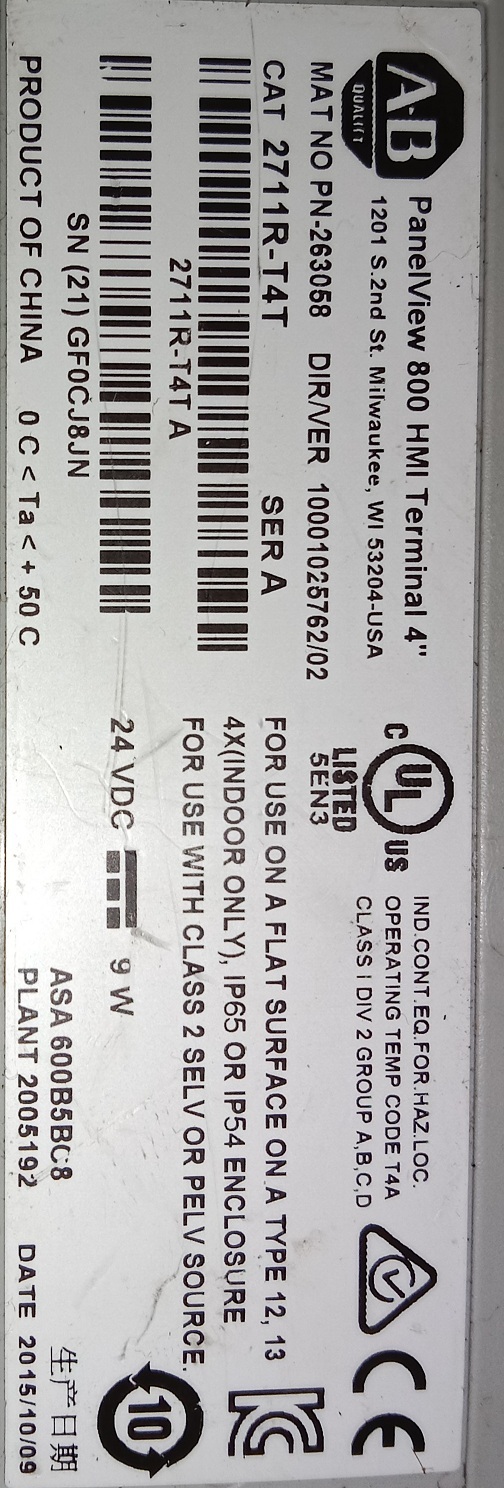 A-B
QUALITY
PanelView 800 HMI Terminal 4"
1201 S.2nd St. Milwaukee, WI 53204-USA
MAT NO PN-263058 DIR/VER 10001025762/02
CAT 2711R-T4T SER A
2711R-T4T A
SN (21) GF0CJ8JN
PRODUCT OF CHINA 0 C < Ta < + 50 C
C UL US
LISTED
5EN3
IND.CONT.EQ.FOR.HAZ.LOC.
OPERATING TEMP CODE T4A
CLASS I DIV 2 GROUP A,B,C,D
FOR USE ON A FLAT SURFACE ON A TYPE 12, 13
4X(INDOOR ONLY), IP65 OR IP54 ENCLOSURE
FOR USE WITH CLASS 2 SELV OR PELV SOURCE.
24 VDC 9 W
ASA 600B5BC8
PLANT 2005192
生产日期
DATE 2015/10/09
CE
KC
10